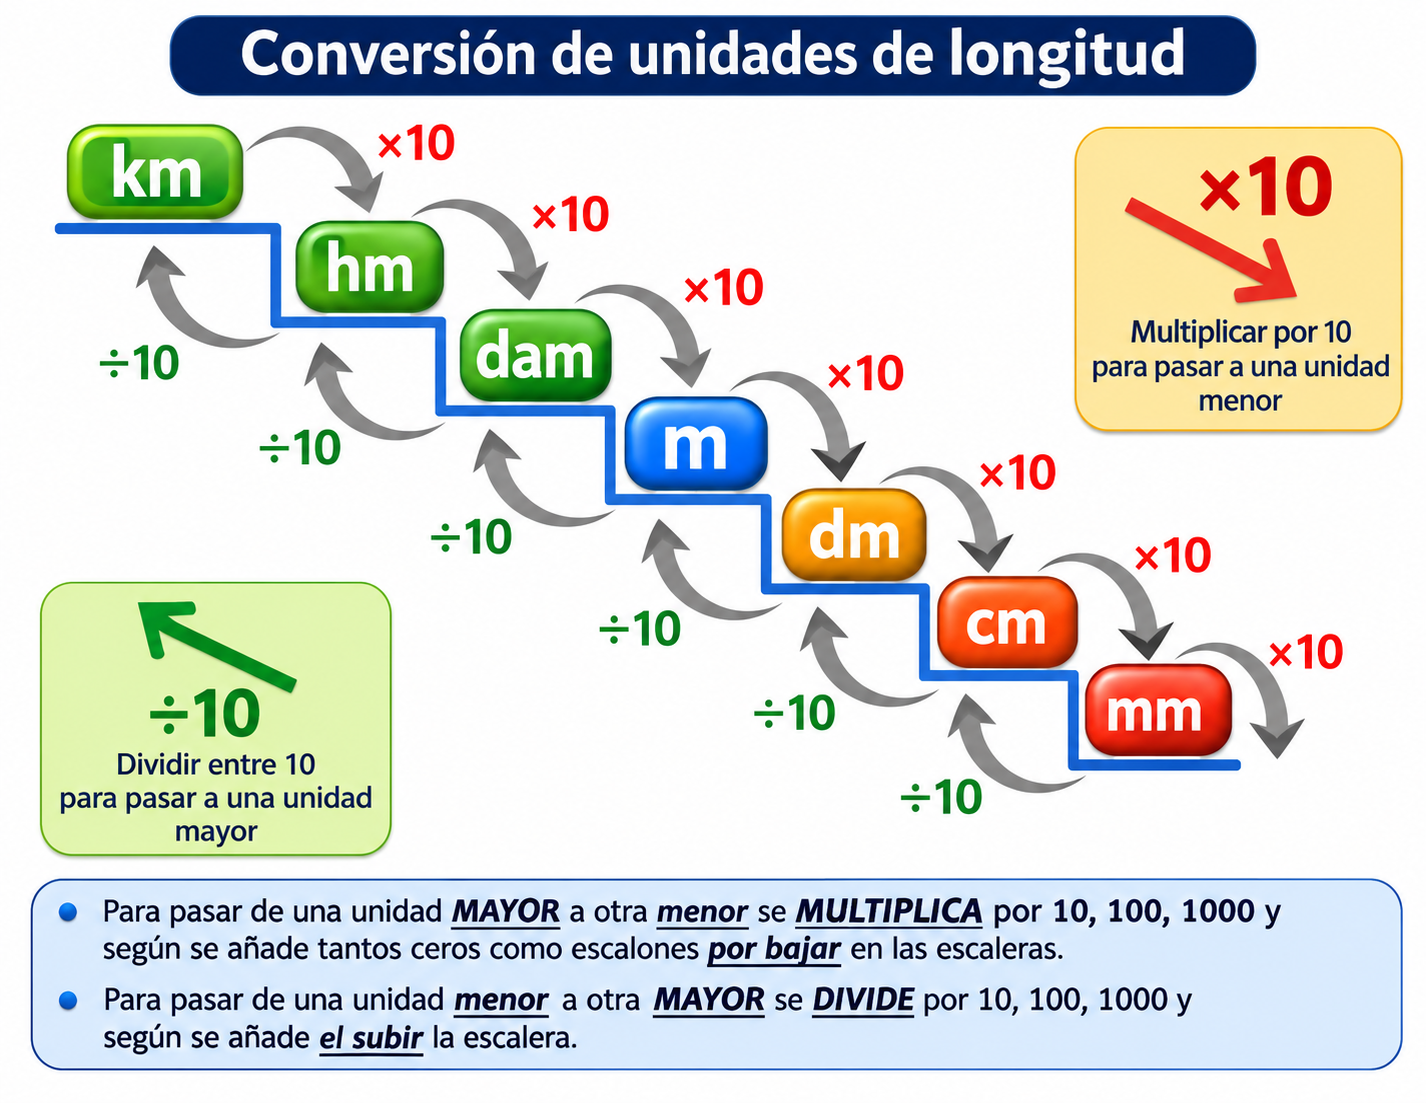 Conversión de unidades de longitud
km
×10
hm
×10
÷10
dam
×10
÷10
m
×10
÷10
dm
×10
÷10
cm
×10
÷10
mm
×10
÷10
×10
Multiplicar por 10
para pasar a una unidad
menor
÷10
Dividir entre 10
para pasar a una unidad
mayor
Para pasar de una unidad MAYOR a otra menor se MULTIPLICA por 10, 100, 1000 y
según se añade tantos ceros como escalones por bajar en las escaleras.
Para pasar de una unidad menor a otra MAYOR se DIVIDE por 10, 100, 1000 y
según se añade el subir la escalera.